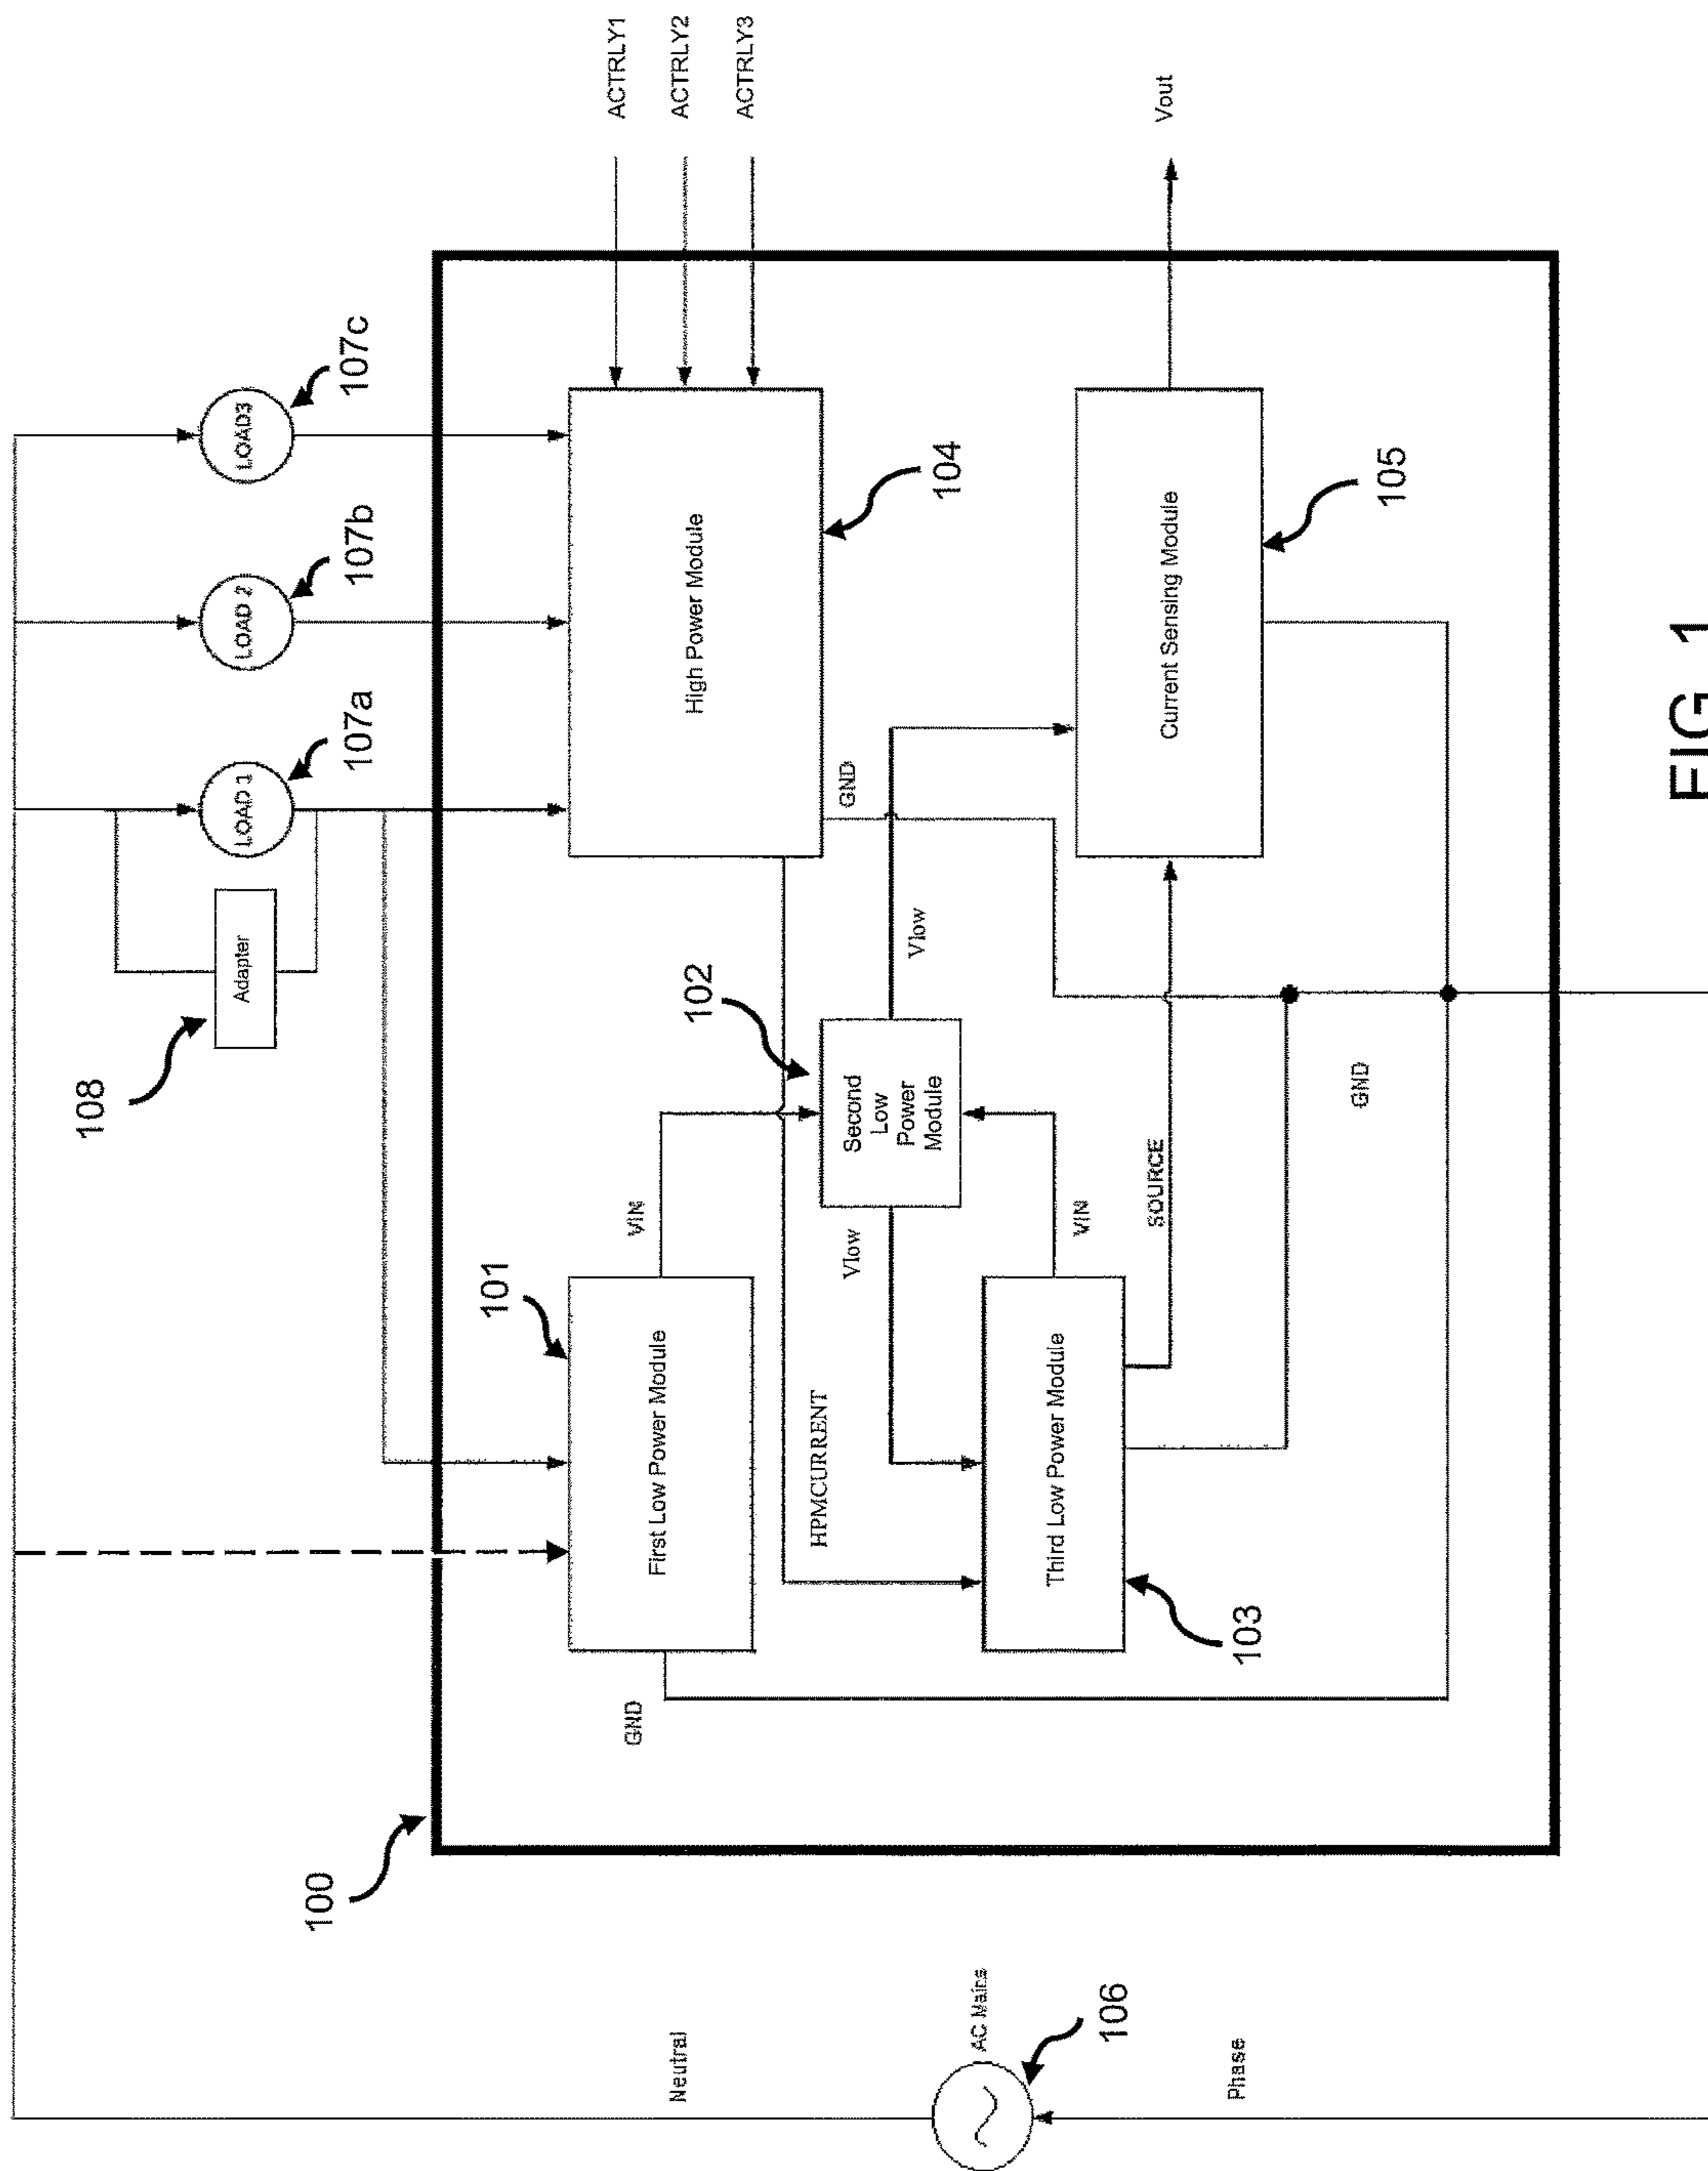 Neutral
AC Mains
106
Phase
100
108
Adapter
LOAD 1
107a
LOAD 2
107b
LOAD3
107c
ACTRLY1
ACTRLY2
ACTRLY3
GND
First Low Power Module
101
VIN
HPMCURRENT
High Power Module
104
GND
102
Second
Low
Power
Module
Vlow
Vlow
Third Low Power Module
103
VIN
SOURCE
Current Sensing Module
105
Vout
GND
FIG. 1